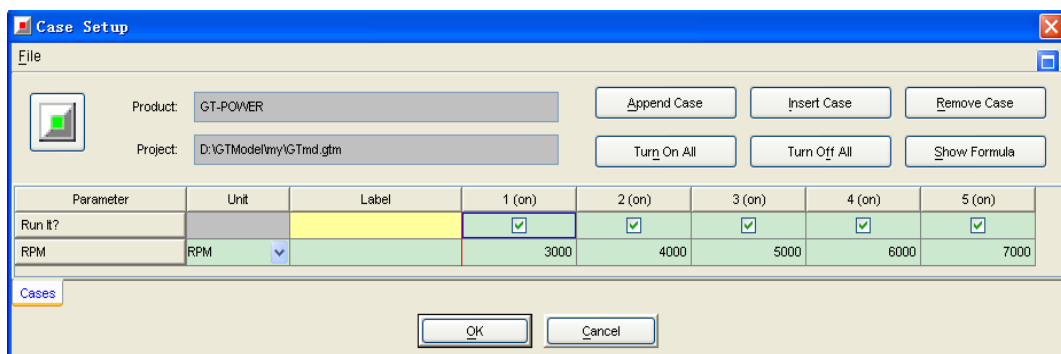 Case Setup
File
Product: GT-POWER
Append Case Insert Case Remove Case
Project: D:\GTModel\my\GTmd.gtm
Turn On All Turn Off All Show Formula
Parameter Unit Label 1 (on) 2 (on) 3 (on) 4 (on) 5 (on)
Run It?
RPM RPM 3000 4000 5000 6000 7000
Cases
OK Cancel